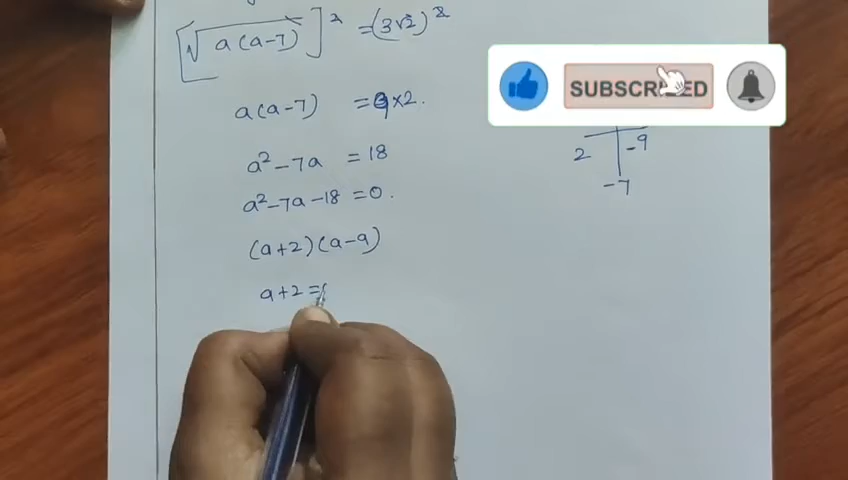 [√a(a-7)]² = (3√2)²
SUBSCRIBED
a(a-7) = 9×2.
a²-7a = 18
2 -9
-7
a²-7a-18 = 0.
(a+2)(a-9)
a+2 =